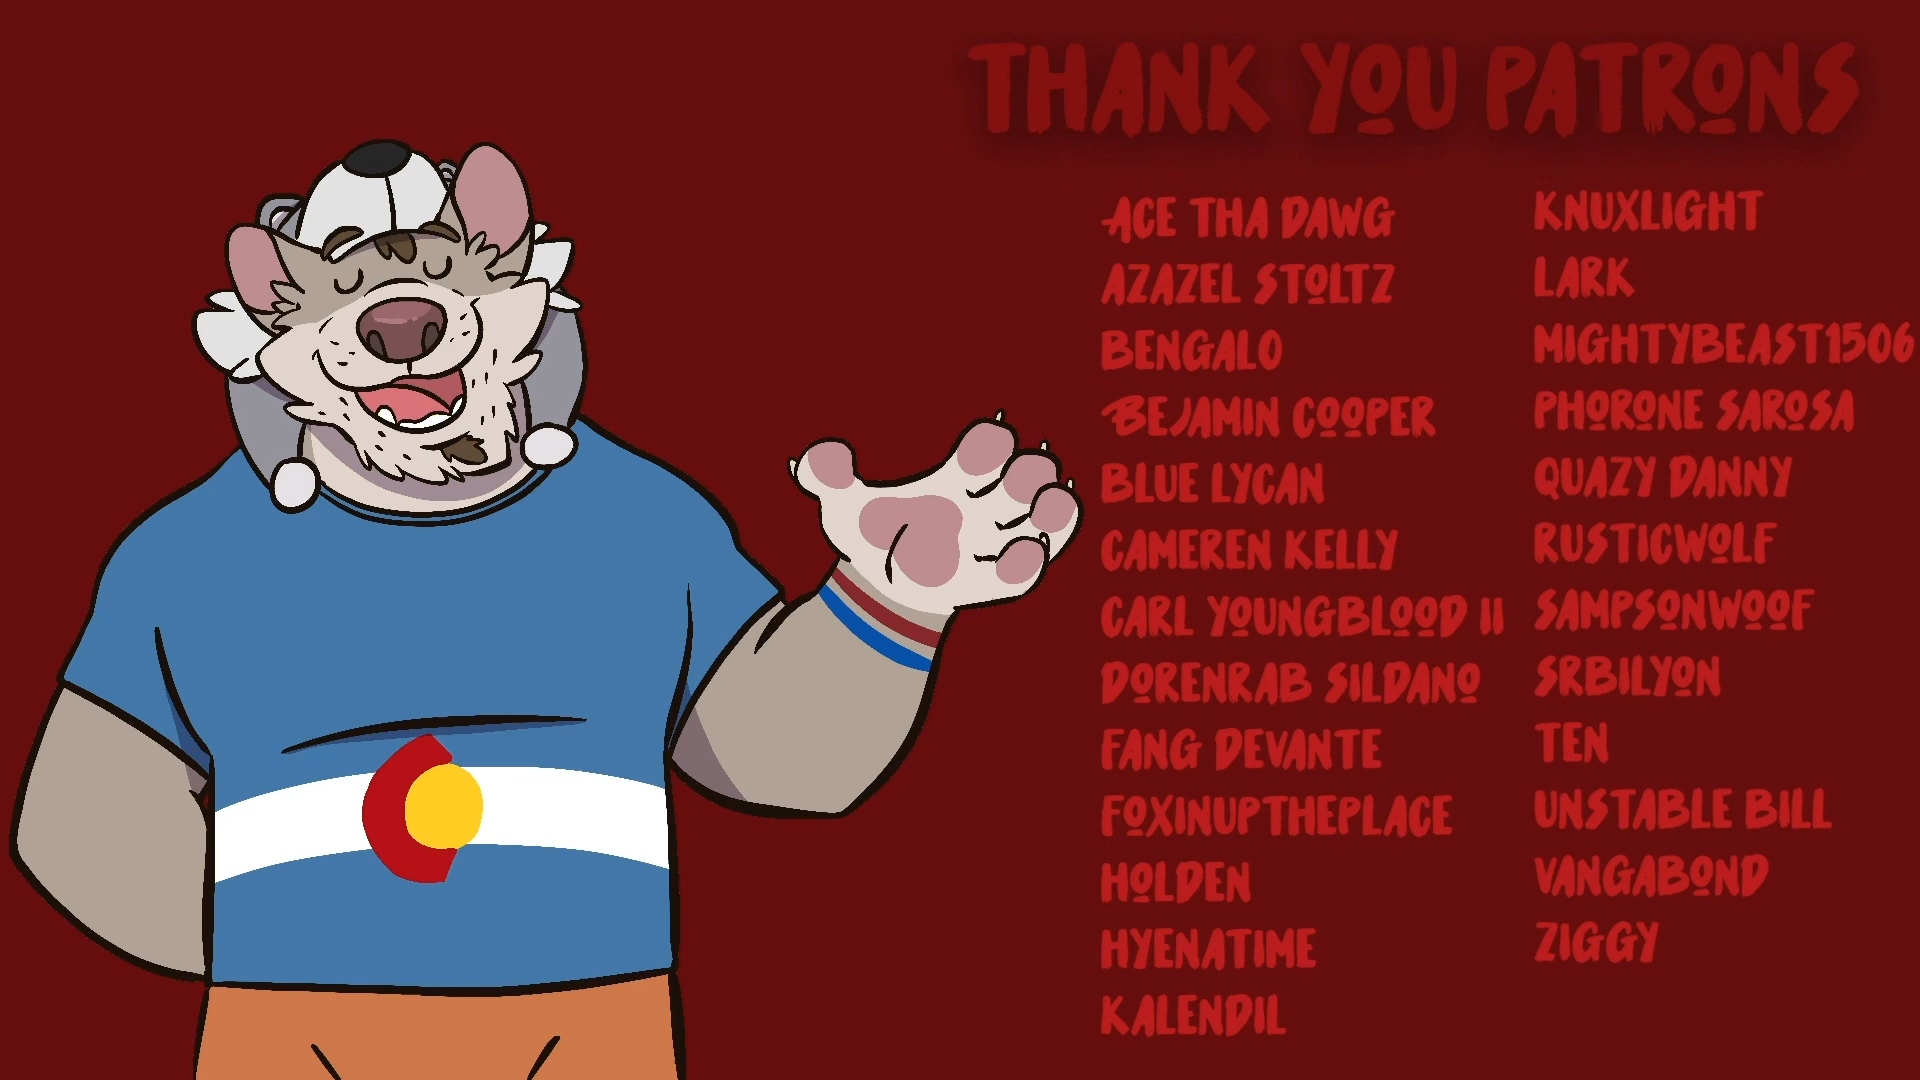 THANK YOU PATRONS
ACE THA DAWG
AZAZEL STOLTZ
BENGALO
BEJAMIN COOPER
BLUE LYCAN
CAMEREN KELLY
CARL YOUNGBLOOD II
DORENRAB SILDANO
FANG DEVANTE
FOXINUPTHEPLACE
HOLDEN
HYENATIME
KALENDIL
KNUXLIGHT
LARK
MIGHTYBEAST1506
PHORONE SAROSA
QUAZY DANNY
RUSTICWOLF
SAMPSONWOOF
SRBILYON
TEN
UNSTABLE BILL
VANGABOND
ZIGGY